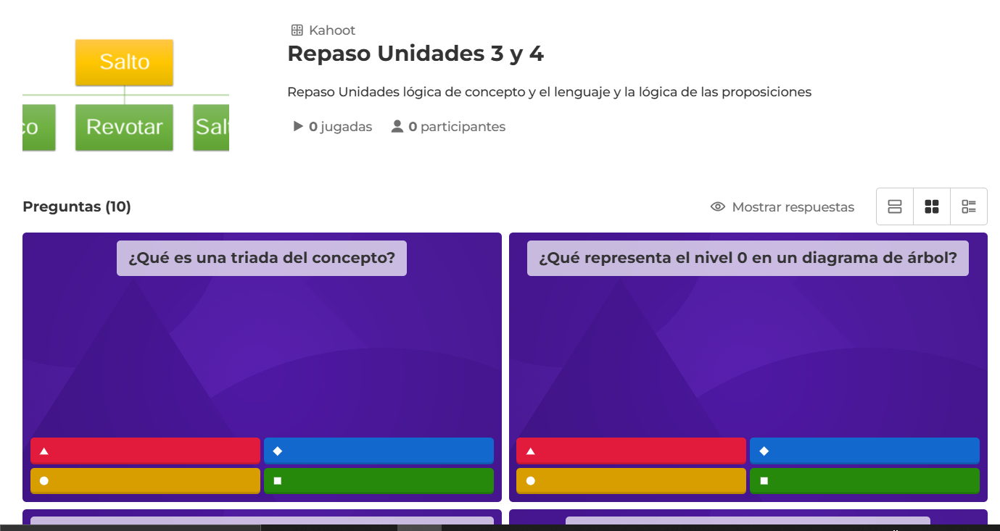 Kahoot
Repaso Unidades 3 y 4
Repaso Unidades lógica de concepto y el lenguaje y la lógica de las proposiciones
0 jugadas 0 participantes
Salto
co Revotar Salt
Preguntas (10)
Mostrar respuestas
¿Qué es una triada del concepto?
¿Qué representa el nivel 0 en un diagrama de árbol?